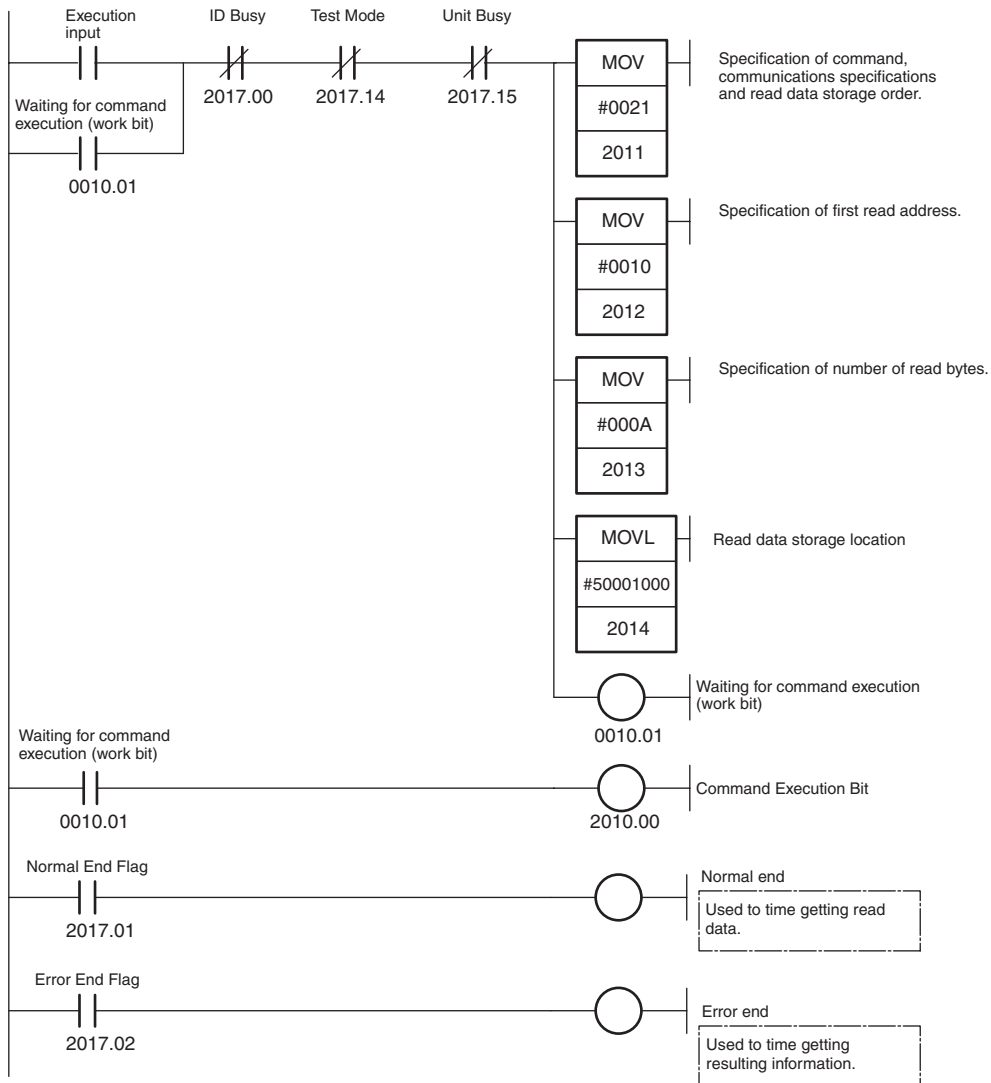 Execution
input
ID Busy
Test Mode
Unit Busy
2017.00
2017.14
2017.15
MOV
#0021
2011
Specification of command,
communications specifications
and read data storage order.
Waiting for command
execution (work bit)
0010.01
MOV
#0010
2012
Specification of first read address.
MOV
#000A
2013
Specification of number of read bytes.
MOVL
#50001000
2014
Read data storage location
Waiting for command execution
(work bit)
0010.01
Waiting for command
execution (work bit)
0010.01
Command Execution Bit
2010.00
Normal End Flag
2017.01
Normal end
Used to time getting read
data.
Error End Flag
2017.02
Error end
Used to time getting
resulting information.